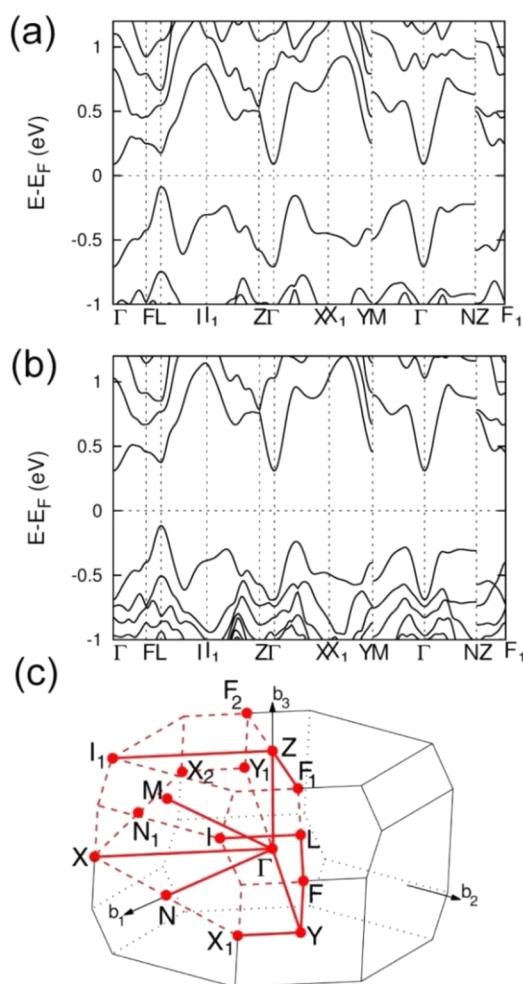 (a)
E-E_F (eV)
1
0.5
0
-0.5
-1
Γ FL I I₁ ZΓ X X₁ YM Γ NZ F₁
(b)
E-E_F (eV)
1
0.5
0
-0.5
-1
Γ FL I I₁ ZΓ X X₁ YM Γ NZ F₁
(c)
F₂ b₃
I₁ Z
X₂ Y₁ F₁
M
N₁ I L
X Γ
F
b₁ N b₂
X₁ Y